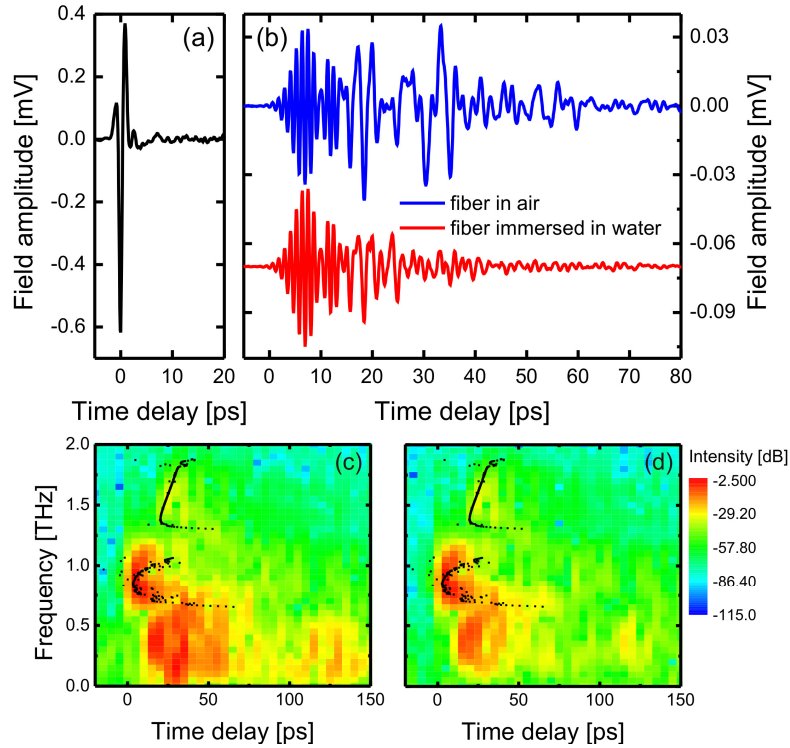 (a)
(b)
Field amplitude [mV]
0.4
0.2
0.0
-0.2
-0.4
-0.6
0 10 20
Time delay [ps]
fiber in air
fiber immersed in water
0.03
0.00
-0.03
-0.06
-0.09
Field amplitude [mV]
0 10 20 30 40 50 60 70 80
Time delay [ps]
(c)
(d)
Frequency [THz]
2.0
1.5
1.0
0.5
0.0
0 50 100 150
Time delay [ps]
0 50 100 150
Time delay [ps]
Intensity [dB]
-2.500
-29.20
-57.80
-86.40
-115.0